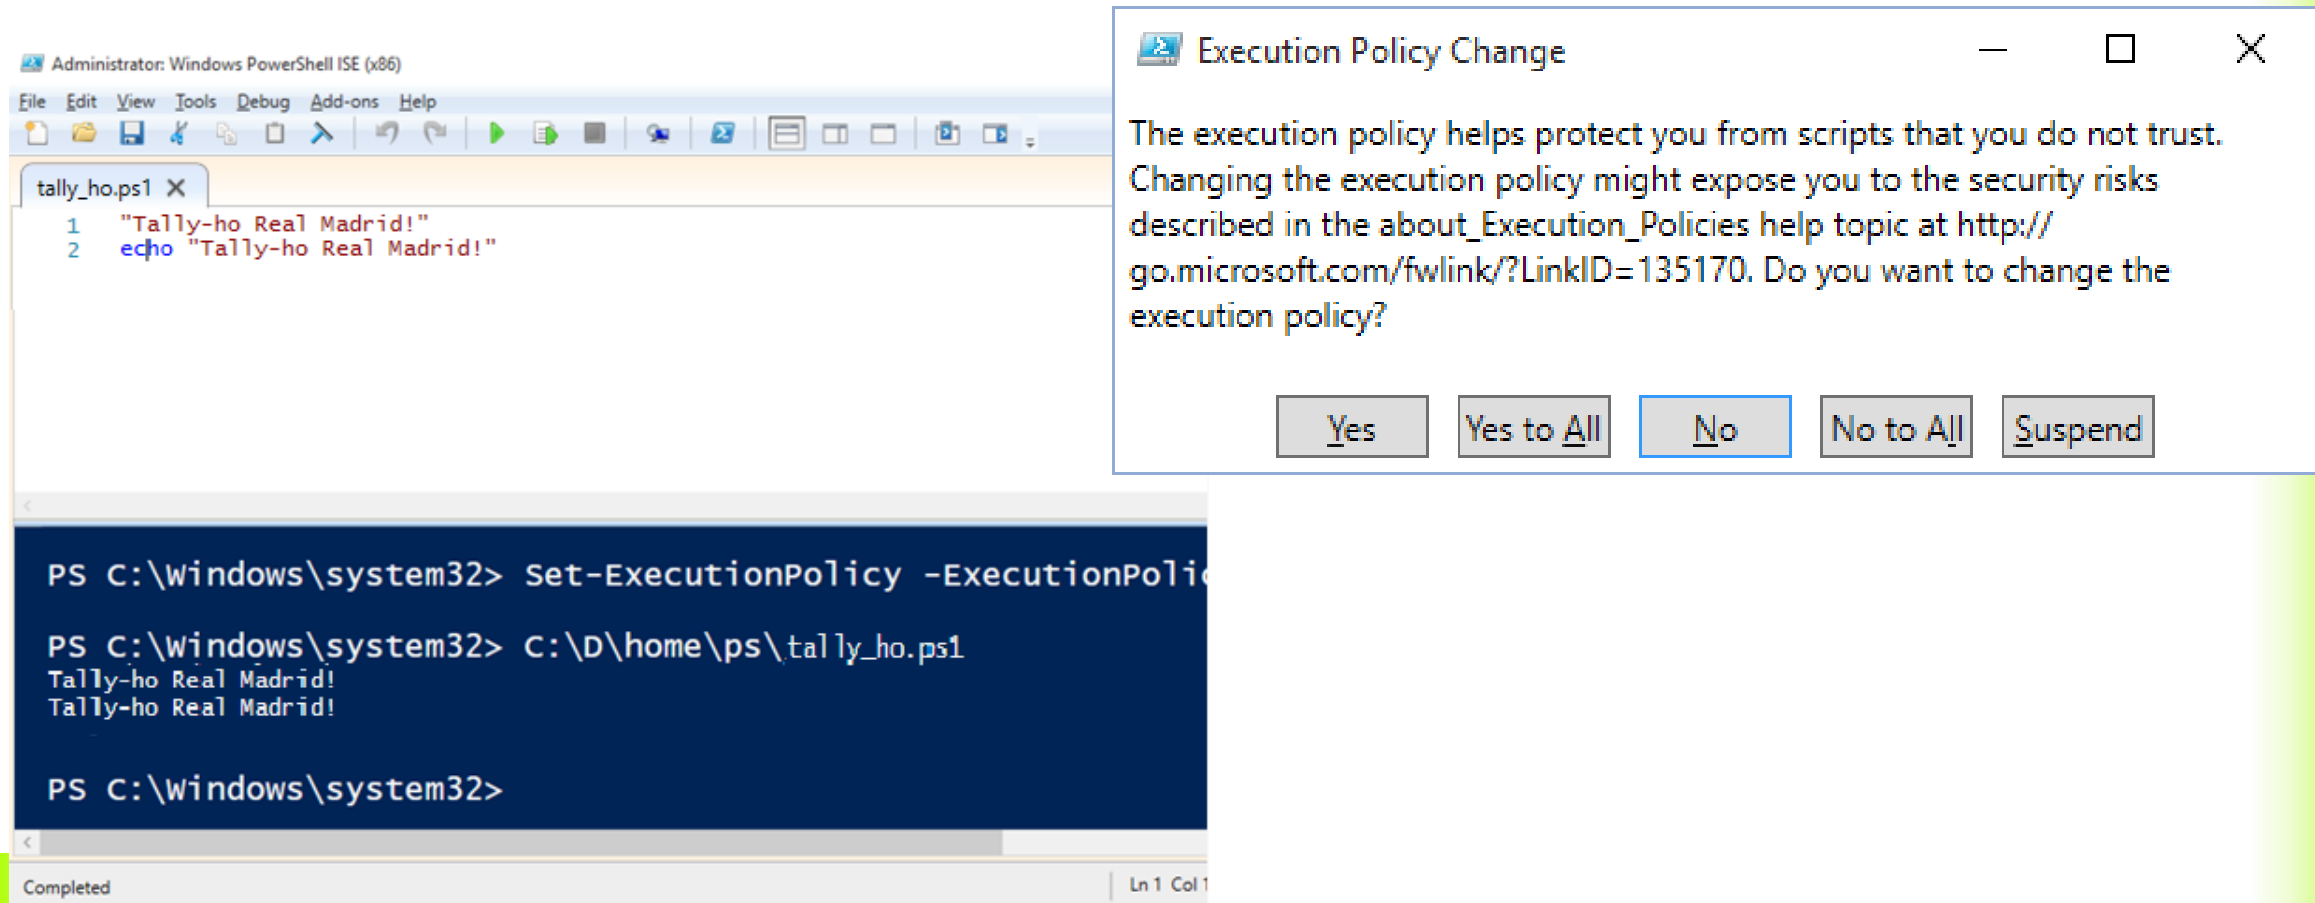 Administrator: Windows PowerShell ISE (x86)
File Edit View Tools Debug Add-ons Help
tally_ho.ps1
1 "Tally-ho Real Madrid!"
2 echo "Tally-ho Real Madrid!"
PS C:\Windows\system32> Set-ExecutionPolicy -ExecutionPolic
PS C:\Windows\system32> C:\D\home\ps\tally_ho.ps1
Tally-ho Real Madrid!
Tally-ho Real Madrid!
PS C:\Windows\system32>
Completed
Ln 1 Col 1
Execution Policy Change
The execution policy helps protect you from scripts that you do not trust.
Changing the execution policy might expose you to the security risks
described in the about_Execution_Policies help topic at http://
go.microsoft.com/fwlink/?LinkID=135170. Do you want to change the
execution policy?
Yes Yes to All No No to All Suspend